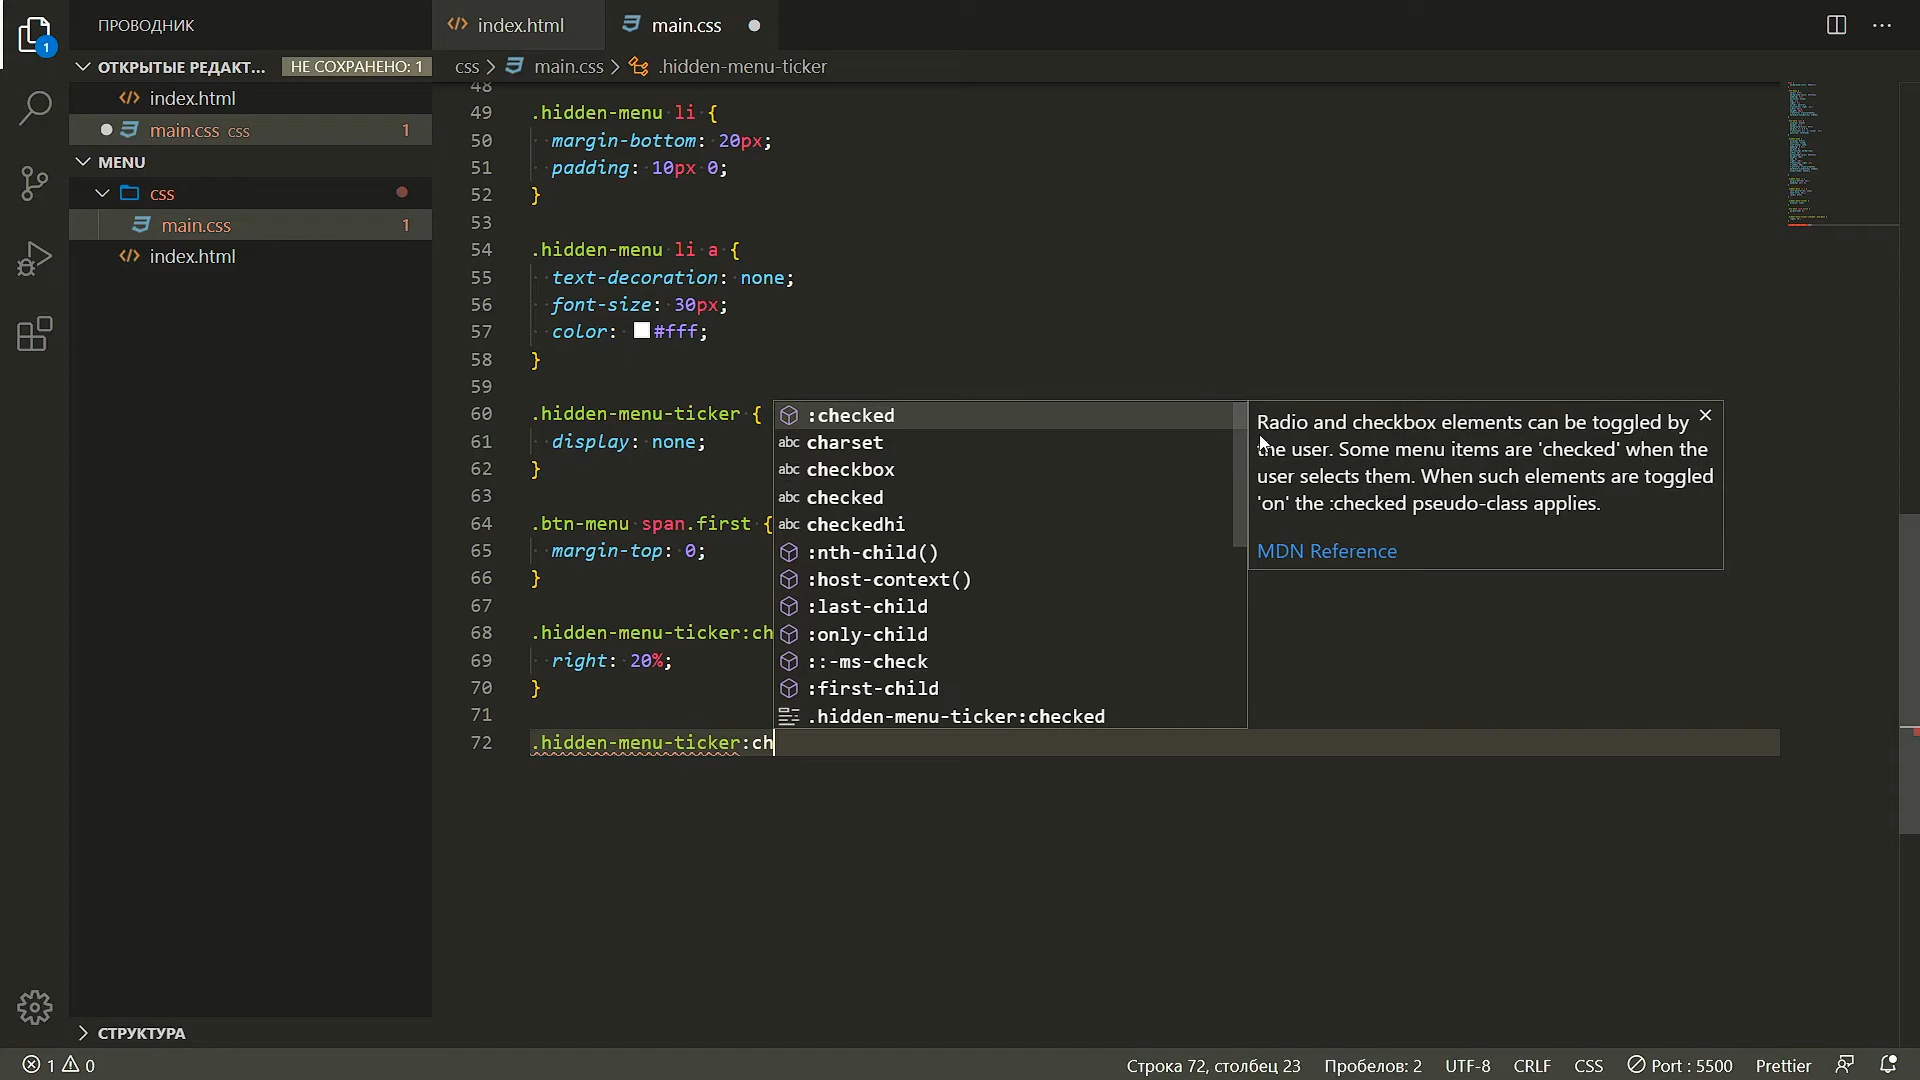 ПРОВОДНИК
index.html
main.css
ОТКРЫТЫЕ РЕДАКТ...
НЕ СОХРАНЕНО: 1
css > main.css > .hidden-menu-ticker
index.html
main.css css 1
MENU
css
main.css 1
index.html
СТРУКТУРА
48
49 .hidden-menu li {
50 margin-bottom: 20px;
51 padding: 10px 0;
52 }
53
54 .hidden-menu li a {
55 text-decoration: none;
56 font-size: 30px;
57 color: #fff;
58 }
59
60 .hidden-menu-ticker {
61 display: none;
62 }
63
64 .btn-menu span.first {
65 margin-top: 0;
66 }
67
68 .hidden-menu-ticker:ch
69 right: 20%;
70 }
71
72 .hidden-menu-ticker:ch
:checked
abc charset
abc checkbox
abc checked
abc checkedhi
:nth-child()
:host-context()
:last-child
:only-child
::-ms-check
:first-child
.hidden-menu-ticker:checked
Radio and checkbox elements can be toggled by
the user. Some menu items are 'checked' when the
user selects them. When such elements are toggled
'on' the :checked pseudo-class applies.
MDN Reference
1 0
Строка 72, столбец 23
Пробелов: 2
UTF-8
CRLF
CSS
Port : 5500
Prettier